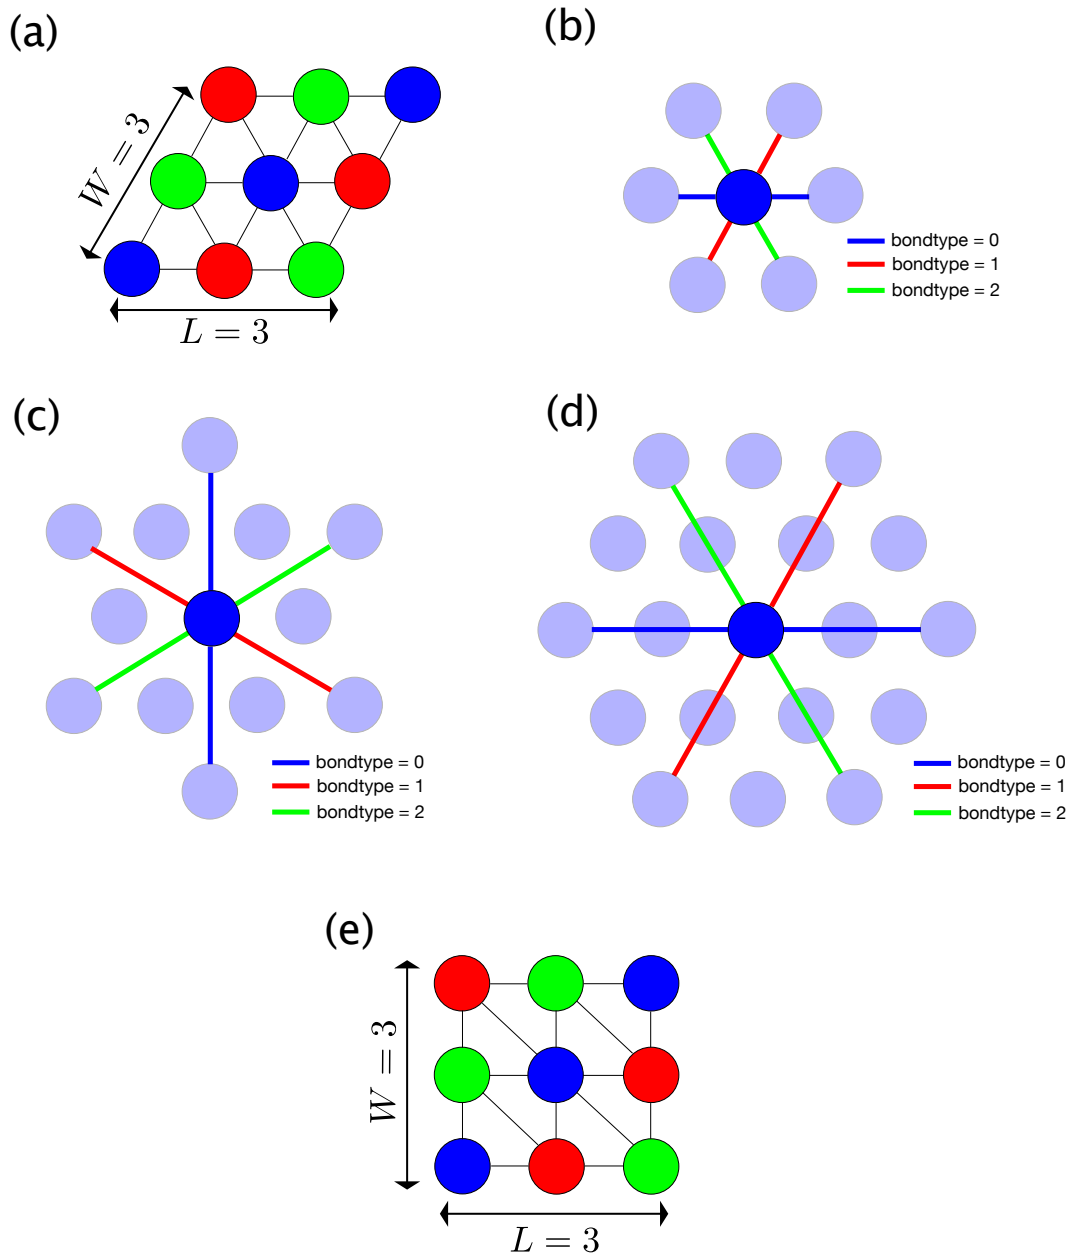 (a)
W = 3
L = 3
(b)
bondtype = 0
bondtype = 1
bondtype = 2
(c)
bondtype = 0
bondtype = 1
bondtype = 2
(d)
bondtype = 0
bondtype = 1
bondtype = 2
(e)
W = 3
L = 3